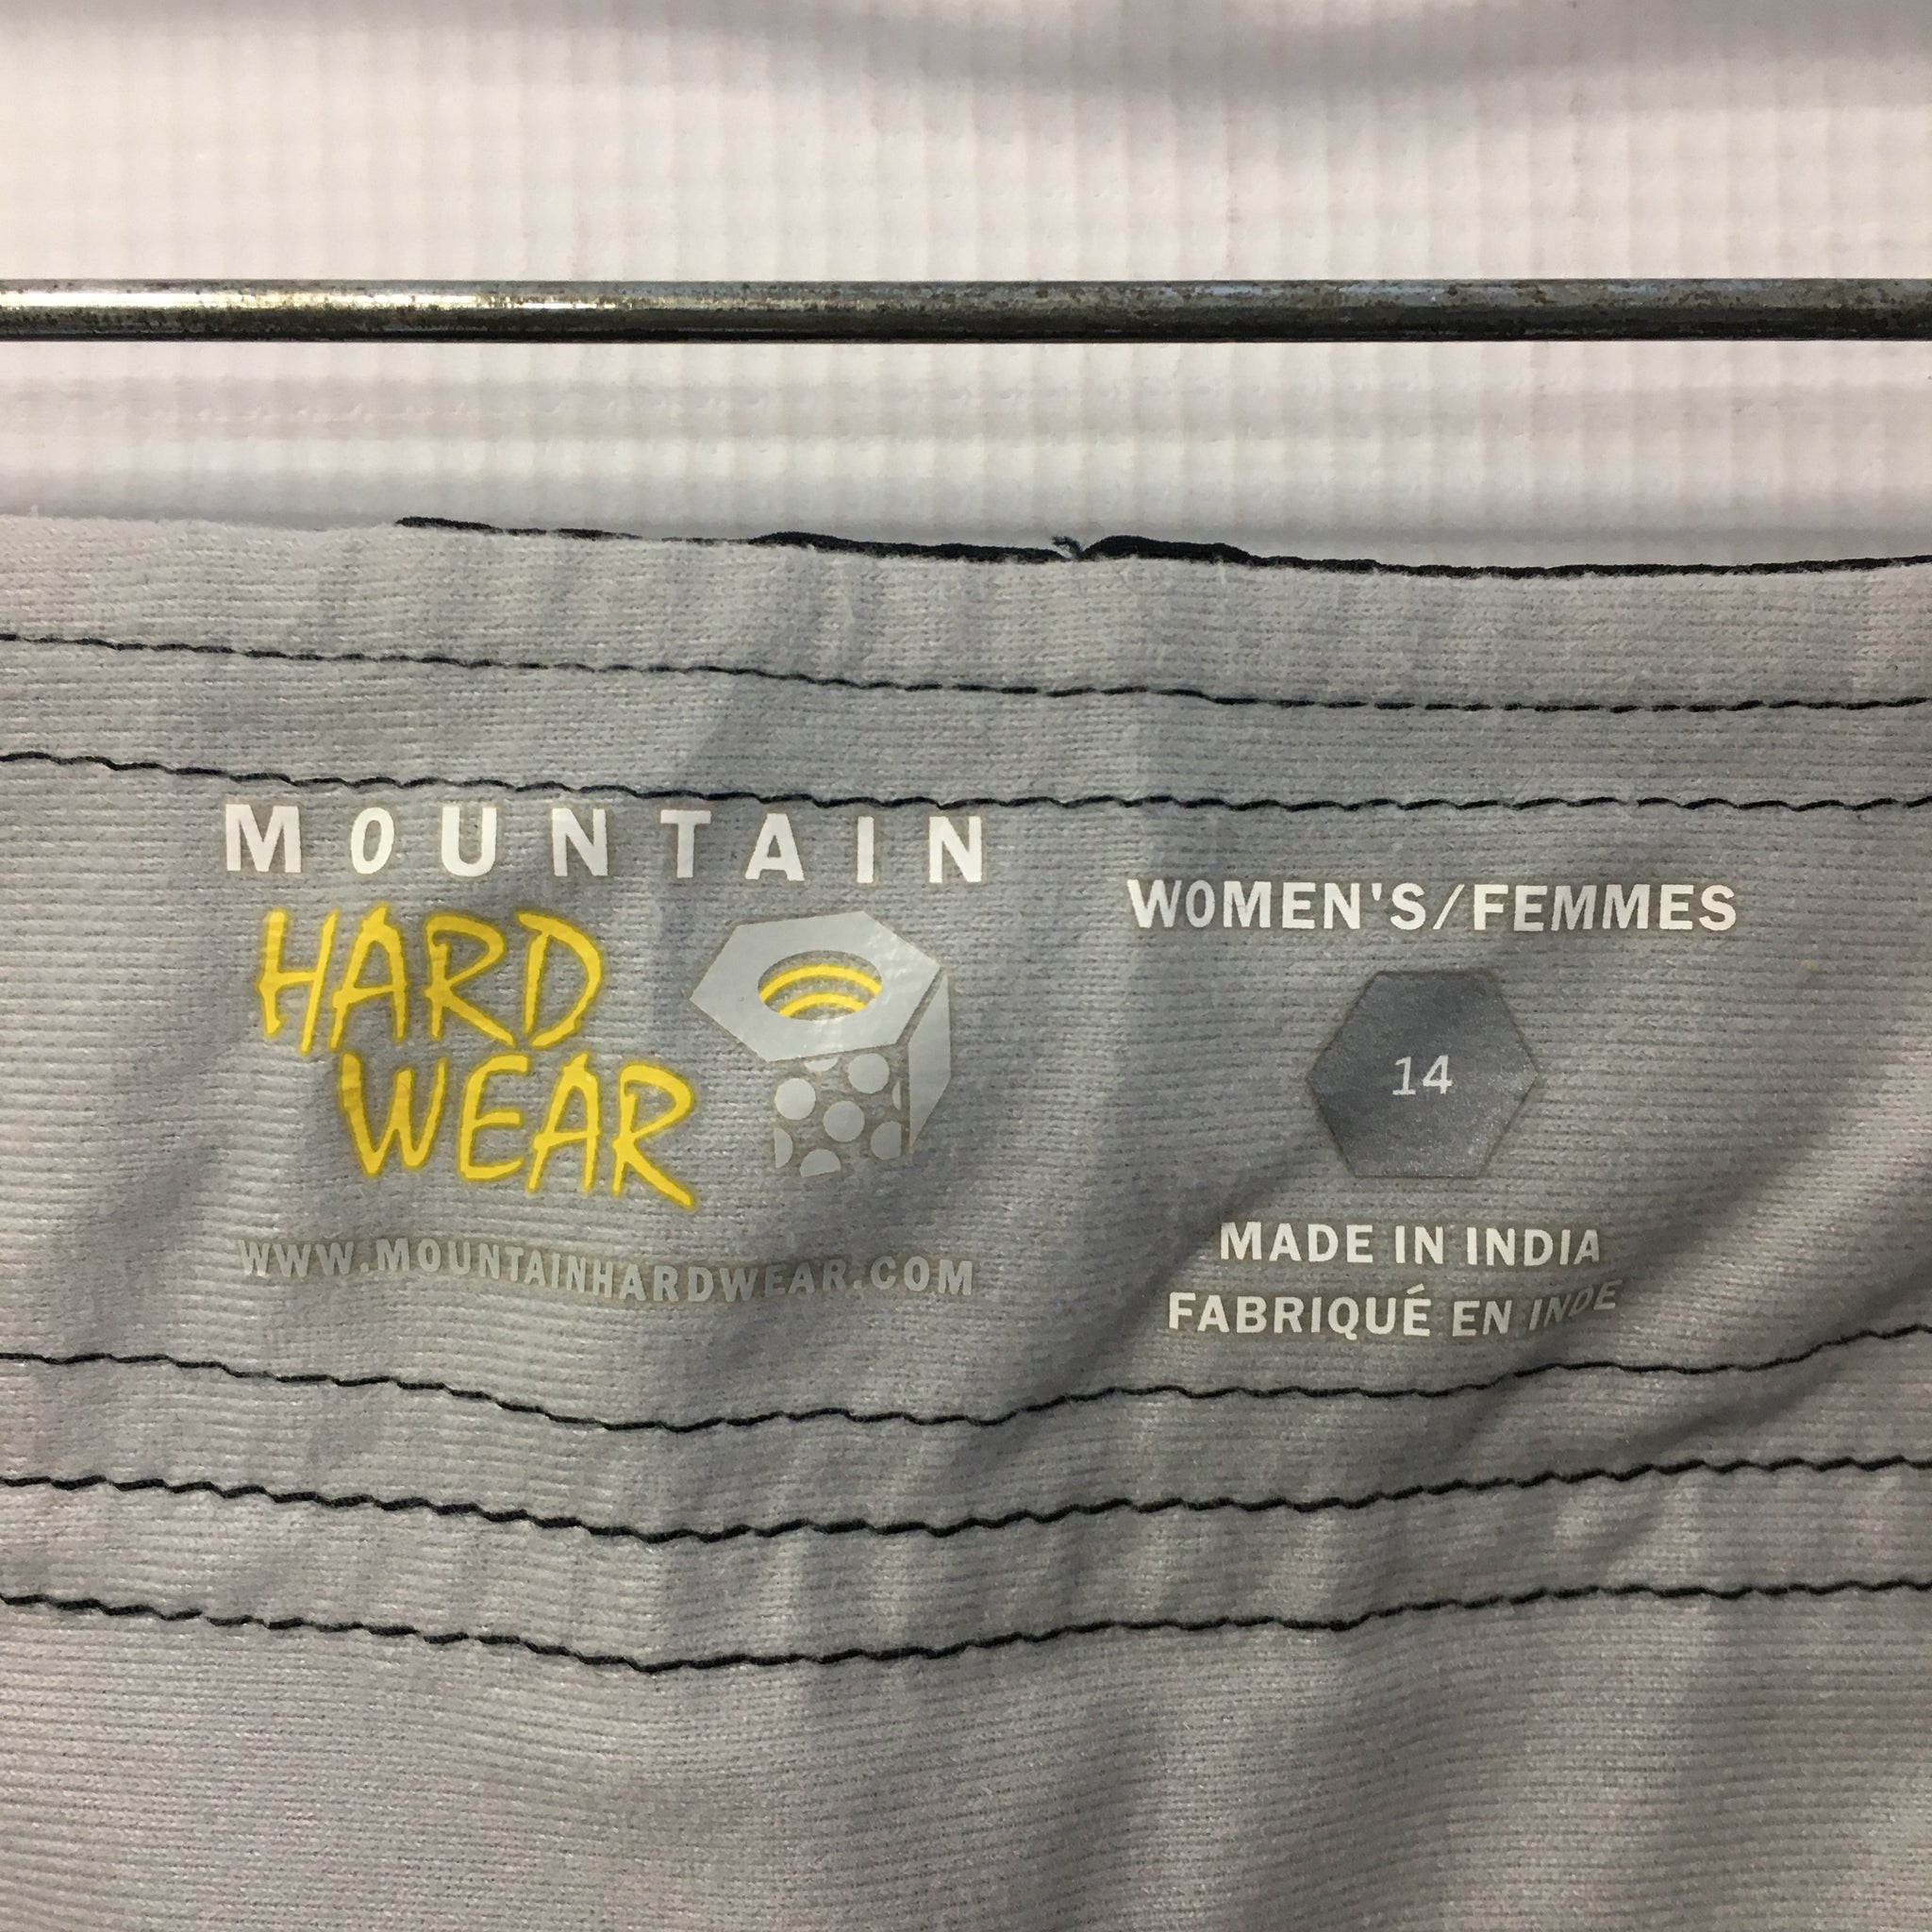 MOUNTAIN
HARD
WEAR
WWW.MOUNTAINHARDWEAR.COM
WOMEN'S/FEMMES
14
MADE IN INDIA
FABRIQUÉ EN INDE